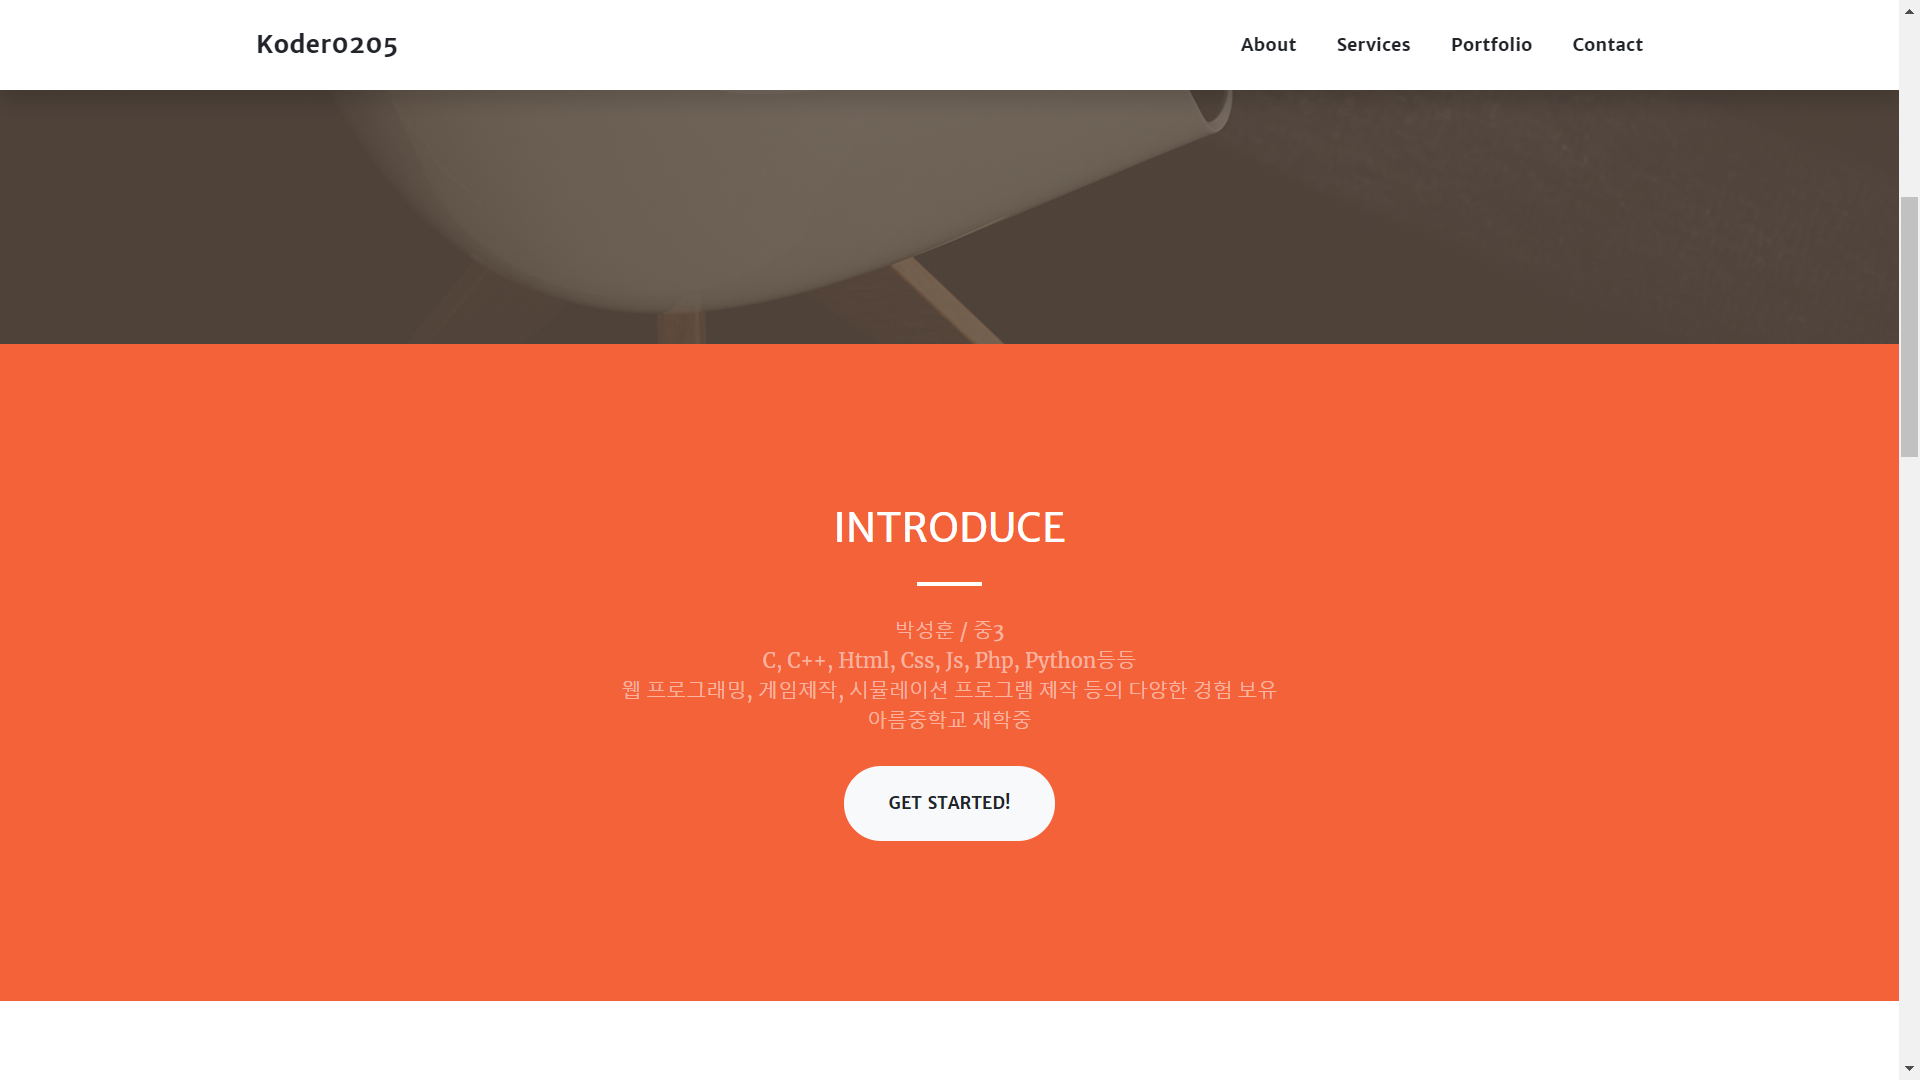 Koder0205
About Services Portfolio Contact
INTRODUCE
박성훈 / 중3
C, C++, Html, Css, Js, Php, Python등등
웹 프로그래밍, 게임제작, 시뮬레이션 프로그램 제작 등의 다양한 경험 보유
아름중학교 재학중
GET STARTED!